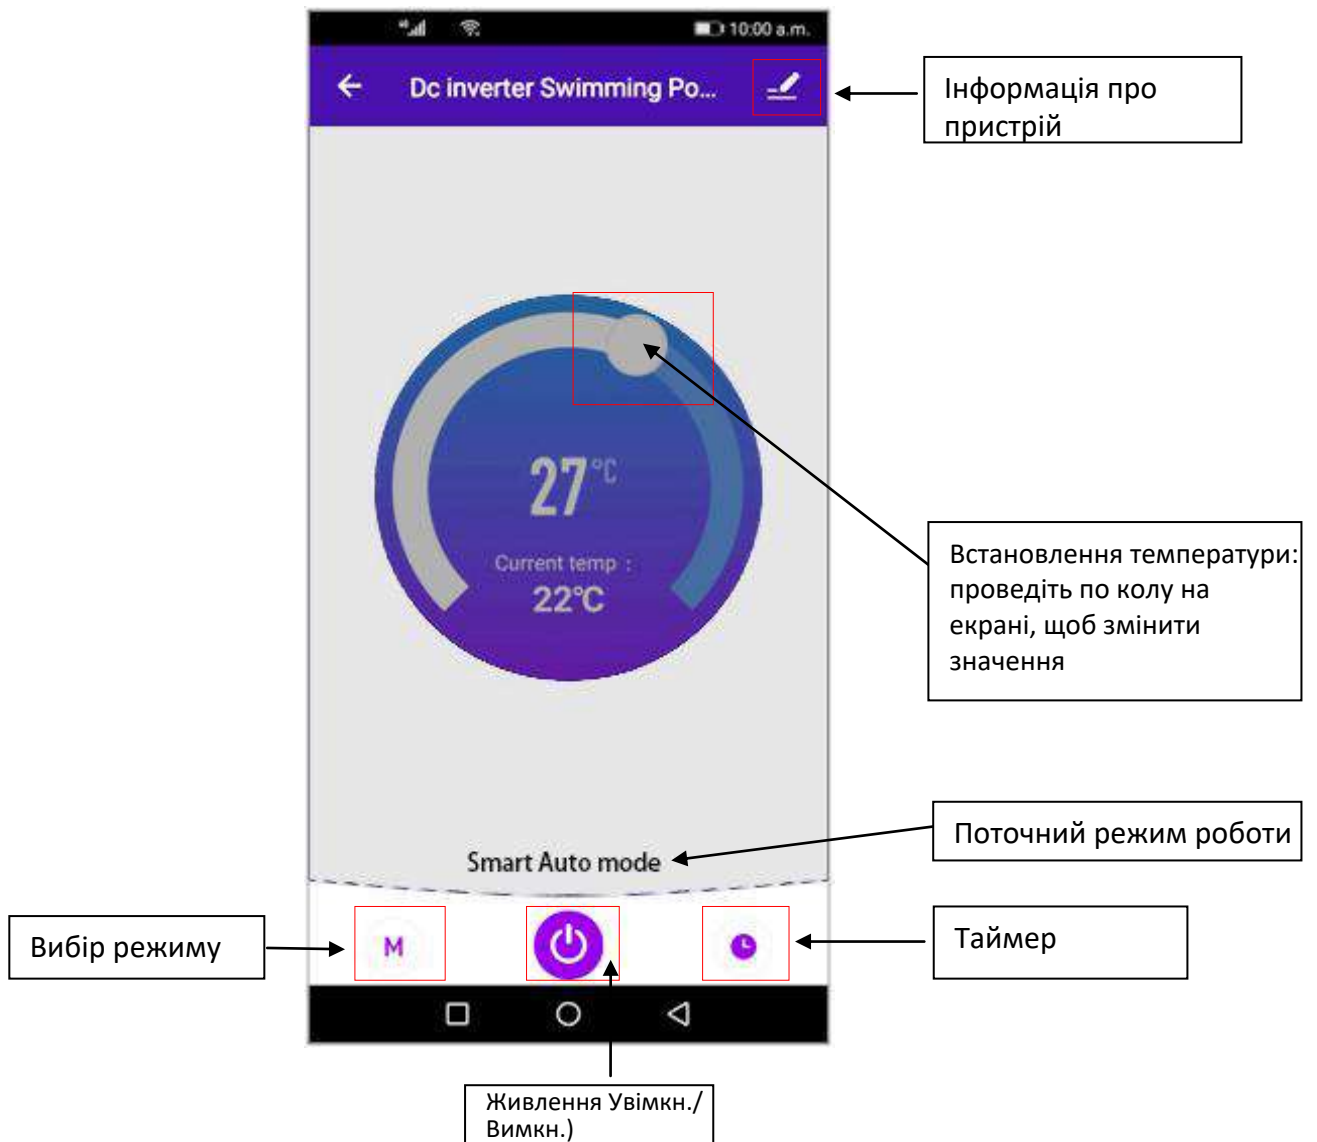 10:00 a.m.
Dc inverter Swimming Po...
Інформація про
пристрій
27°C
Current temp :
22°C
Встановлення температури:
проведіть по колу на
екрані, щоб змінити
значення
Поточний режим роботи
Smart Auto mode
Вибір режиму
M
Таймер
Живлення Увімкн./
Вимкн.)